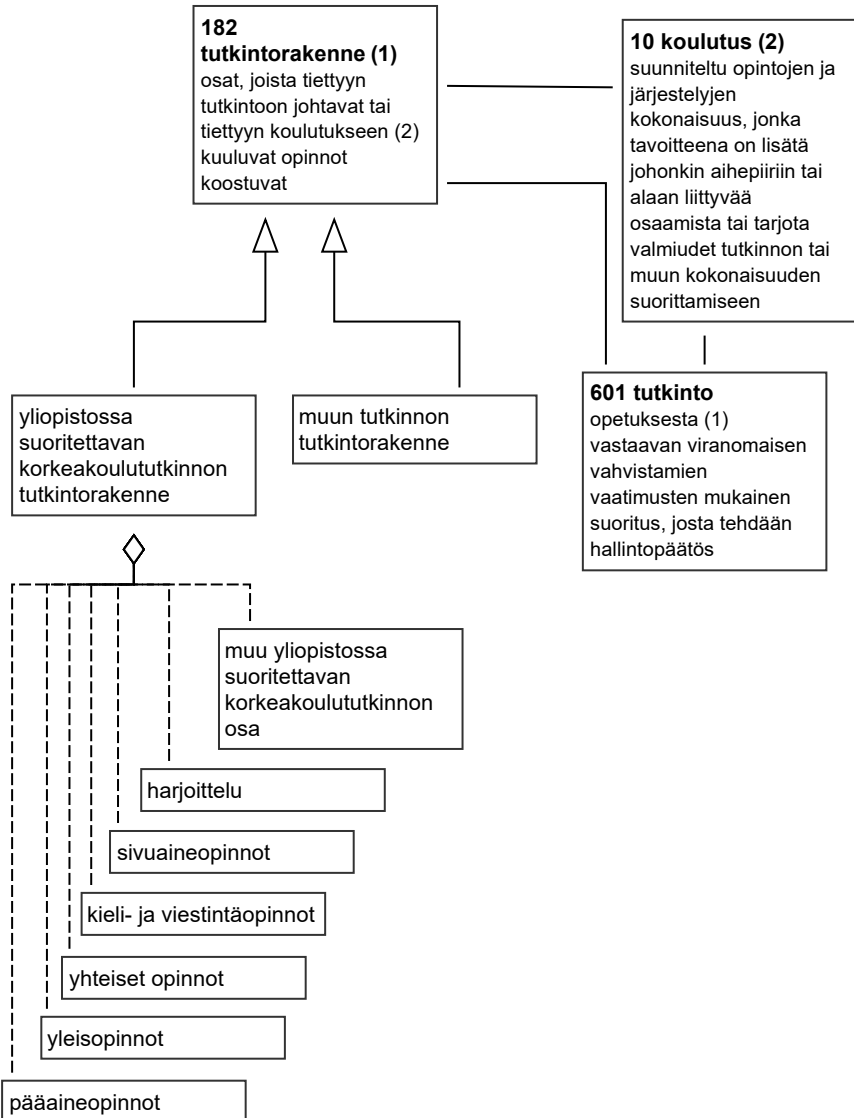 182
tutkintorakenne (1)
osat, joista tiettyyn
tutkintoon johtavat tai
tiettyyn koulutukseen (2)
kuuluvat opinnot
koostuvat
10 koulutus (2)
suunniteltu opintojen ja
järjestelyjen
kokonaisuus, jonka
tavoitteena on lisätä
johonkin aihepiiriin tai
alaan liittyvää
osaamista tai tarjota
valmiudet tutkinnon tai
muun kokonaisuuden
suorittamiseen
yliopistossa
suoritettavan
korkeakoulututkinnon
tutkintorakenne
muun tutkinnon
tutkintorakenne
601 tutkinto
opetuksesta (1)
vastaavan viranomaisen
vahvistamien
vaatimusten mukainen
suoritus, josta tehdään
hallintopäätös
muu yliopistossa
suoritettavan
korkeakoulututkinnon
osa
harjoittelu
sivuaineopinnot
kieli- ja viestintäopinnot
yhteiset opinnot
yleisopinnot
pääaineopinnot